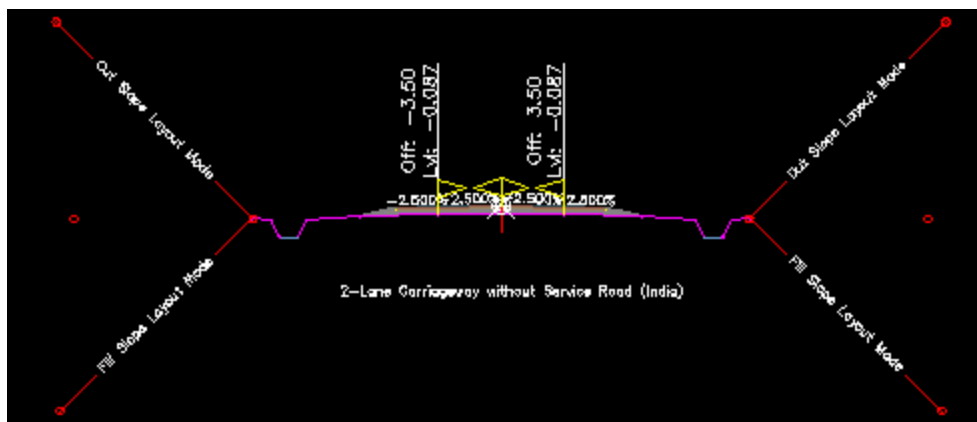 Cut Slope Layout Mode
Off: -3.50
Lvl: -0.087
Off: 3.50
Lvl: -0.087
Cut Slope Layout Mode
-2.500%
-2.500%
-2.500%
-2.500%
Fill Slope Layout Mode
2-Lane Carriageway without Service Road (India)
Fill Slope Layout Mode